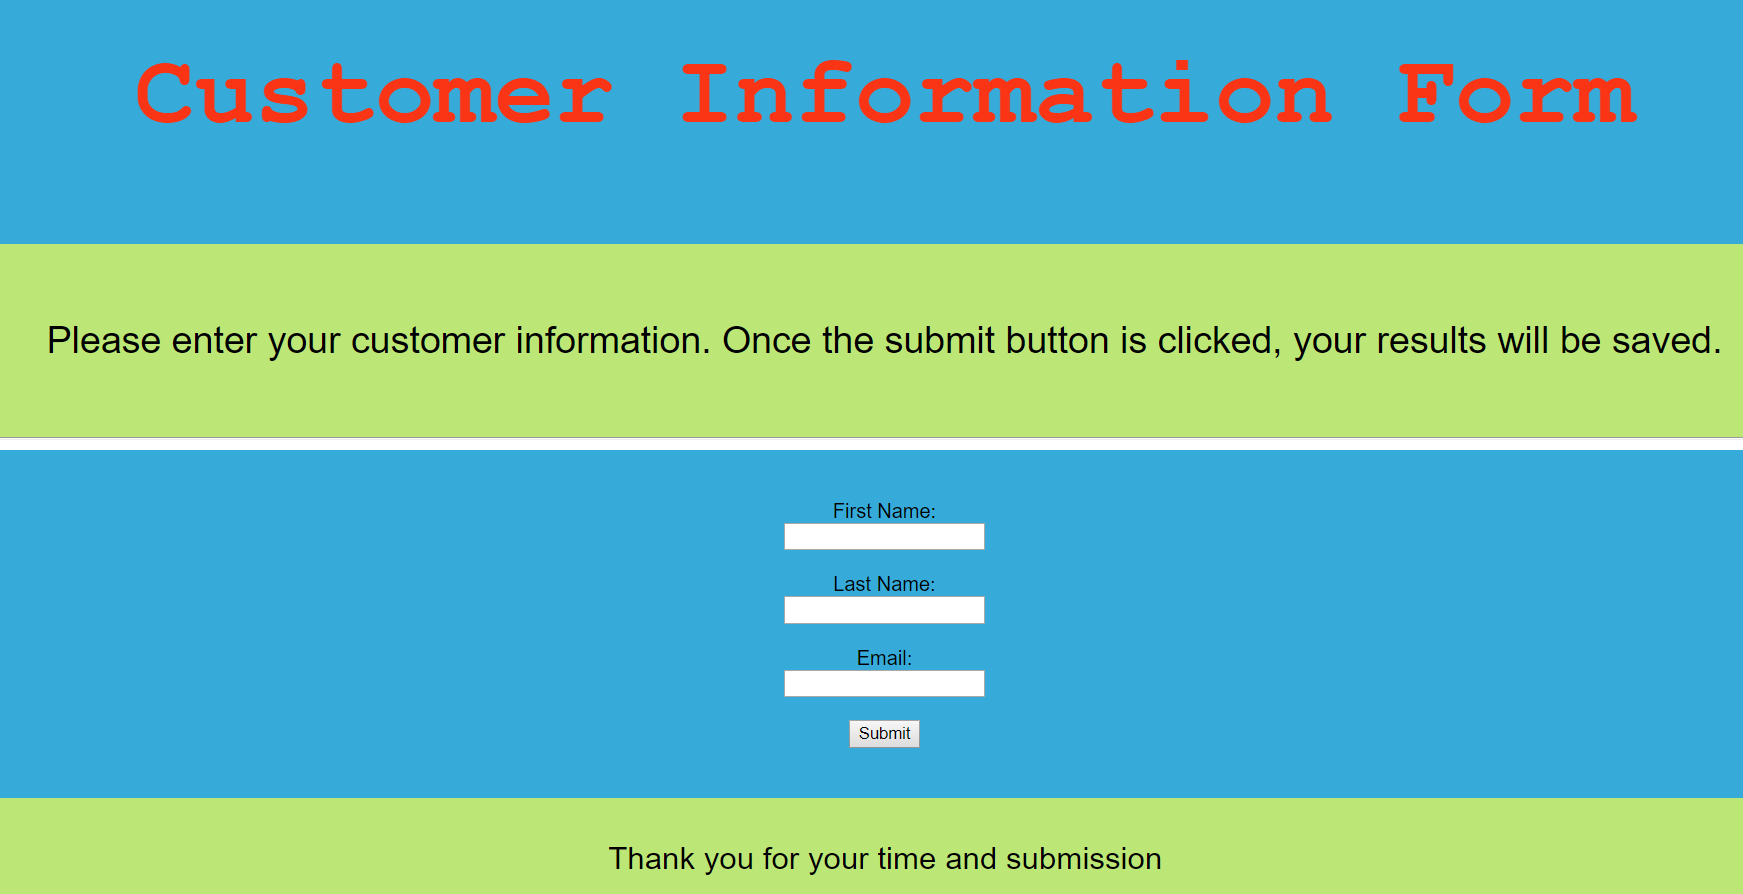 Customer Information Form
Please enter your customer information. Once the submit button is clicked, your results will be saved.
First Name:
Last Name:
Email:
Submit
Thank you for your time and submission